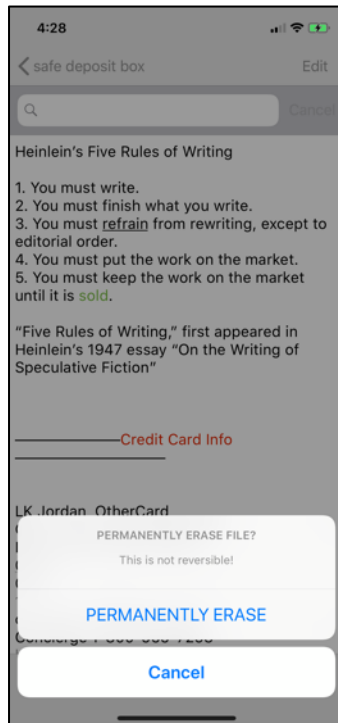 4:28
safe deposit box
Edit
Cancel
Heinlein's Five Rules of Writing
1. You must write.
2. You must finish what you write.
3. You must refrain from rewriting, except to
editorial order.
4. You must put the work on the market.
5. You must keep the work on the market
until it is sold.
"Five Rules of Writing," first appeared in
Heinlein's 1947 essay "On the Writing of
Speculative Fiction"
Credit Card Info
LK Jordan OtherCard
PERMANENTLY ERASE FILE?
This is not reversible!
PERMANENTLY ERASE
Concierge
Cancel